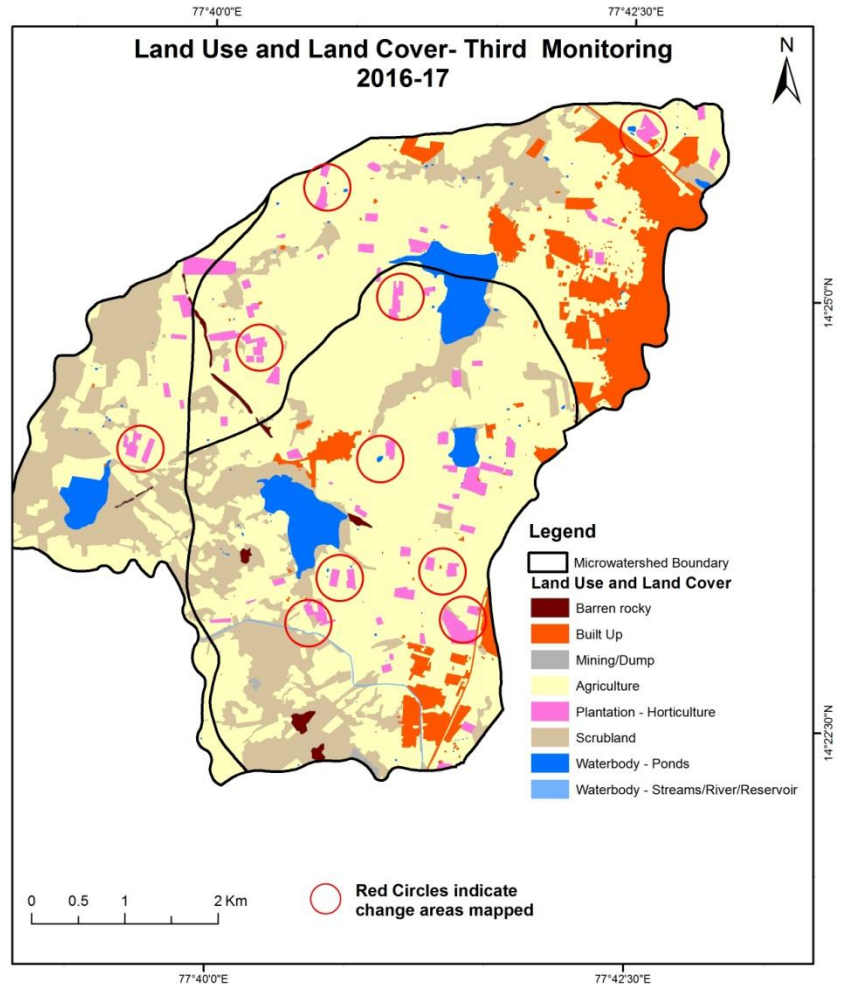 77°40'0"E
77°42'30"E
Land Use and Land Cover- Third Monitoring
2016-17
N
14°25'0"N
Legend
Microwatershed Boundary
Land Use and Land Cover
Barren rocky
Built Up
Mining/Dump
Agriculture
Plantation - Horticulture
Scrubland
Waterbody - Ponds
Waterbody - Streams/River/Reservoir
14°22'30"N
Red Circles indicate
change areas mapped
0 0.5 1 2 Km
77°40'0"E
77°42'30"E